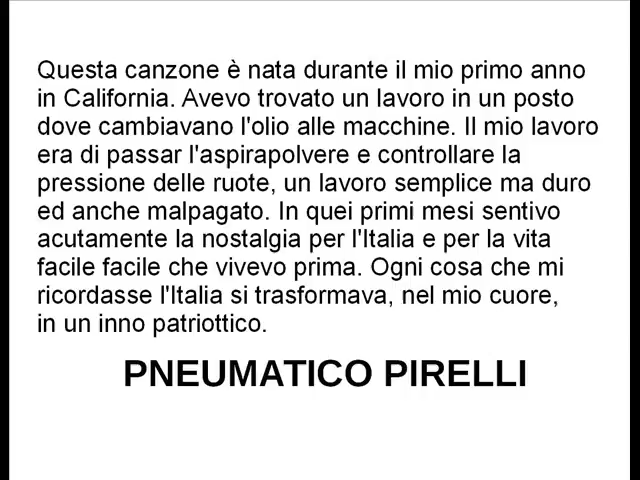 Questa canzone è nata durante il mio primo anno
in California. Avevo trovato un lavoro in un posto
dove cambiavano l'olio alle macchine. Il mio lavoro
era di passar l'aspirapolvere e controllare la
pressione delle ruote, un lavoro semplice ma duro
ed anche malpagato. In quei primi mesi sentivo
acutamente la nostalgia per l'Italia e per la vita
facile facile che vivevo prima. Ogni cosa che mi
ricordasse l'Italia si trasformava, nel mio cuore,
in un inno patriottico.
PNEUMATICO PIRELLI